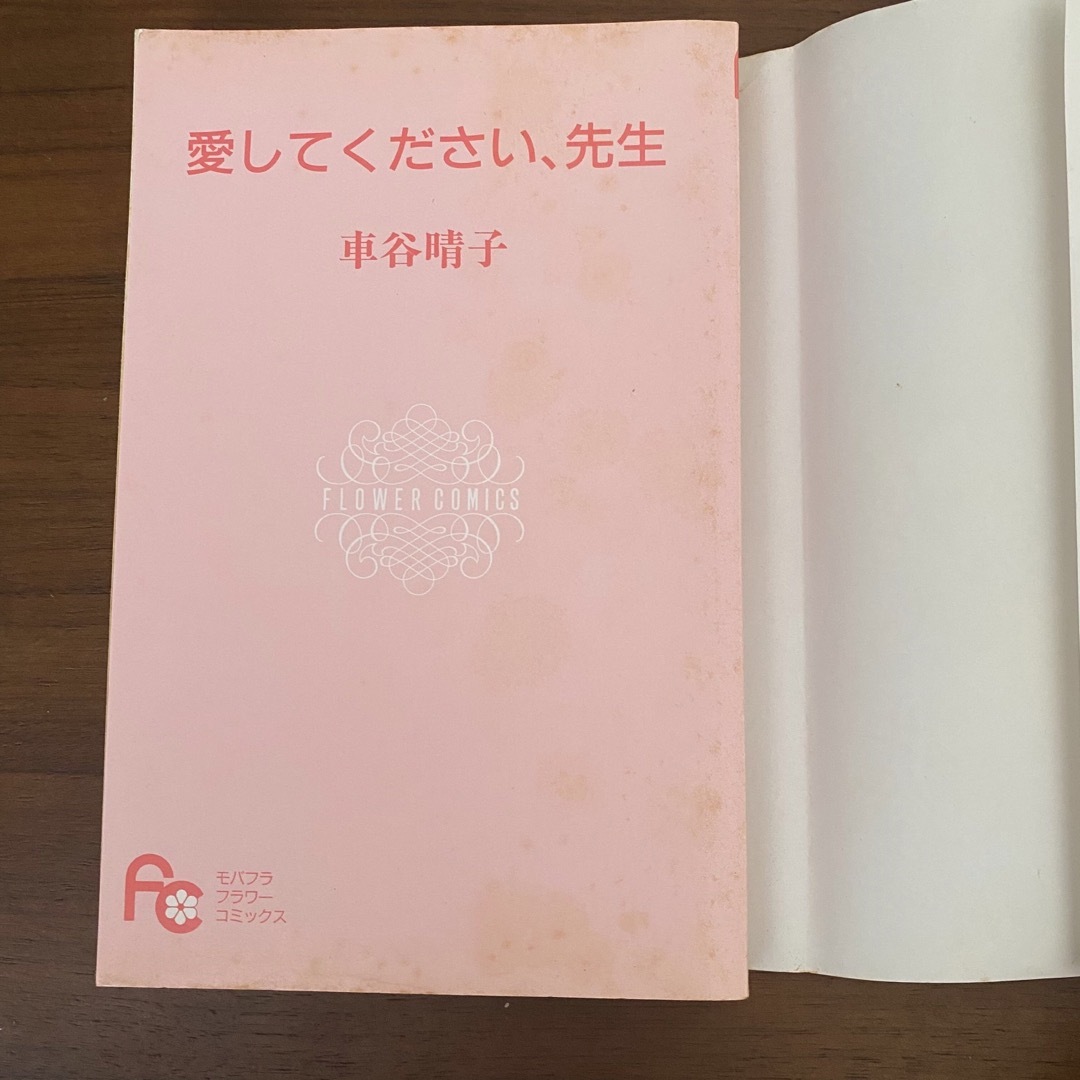 愛してください、先生
車谷晴子
FLOWER COMICS
fc
モバフラ
フラワー
コミックス